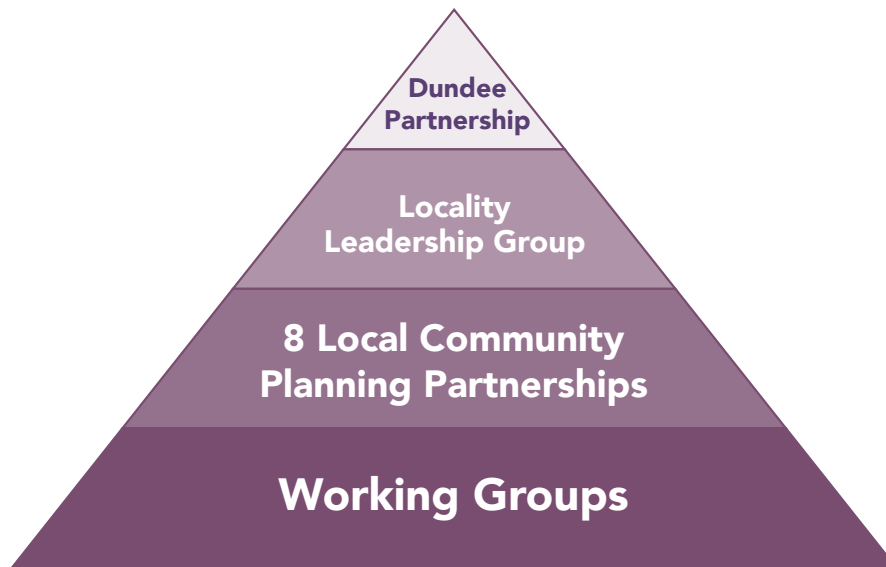 Dundee
Partnership
Locality
Leadership Group
8 Local Community
Planning Partnerships
Working Groups